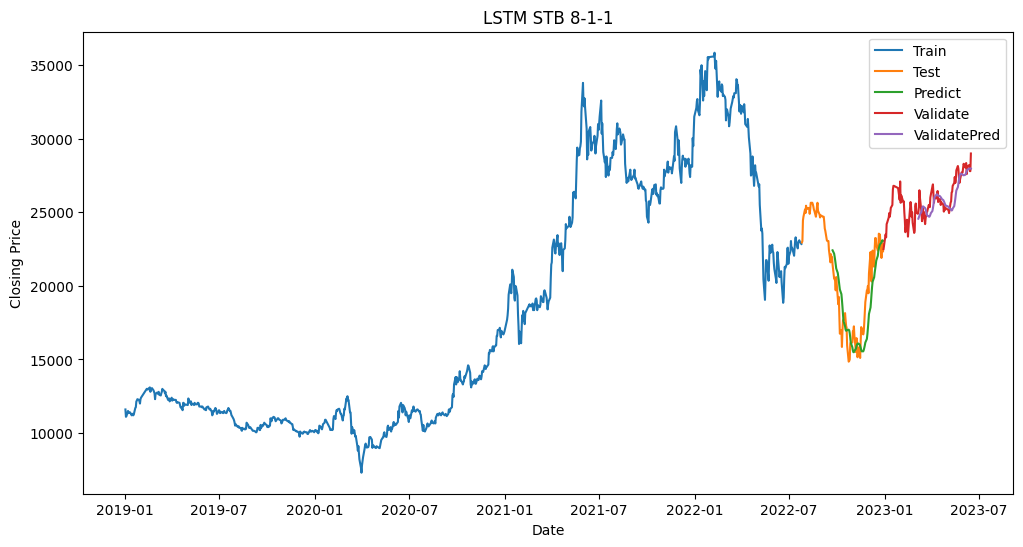 LSTM STB 8-1-1
Train
Test
Predict
Validate
ValidatePred
Closing Price
35000
30000
25000
20000
15000
10000
2019-01 2019-07 2020-01 2020-07 2021-01 2021-07 2022-01 2022-07 2023-01 2023-07
Date